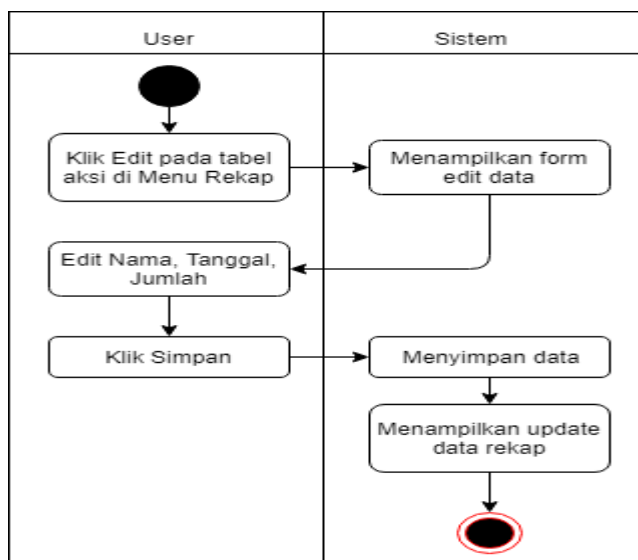 User
Sistem
Klik Edit pada tabel
aksi di Menu Rekap
Menampilkan form
edit data
Edit Nama, Tanggal,
Jumlah
Klik Simpan
Menyimpan data
Menampilkan update
data rekap